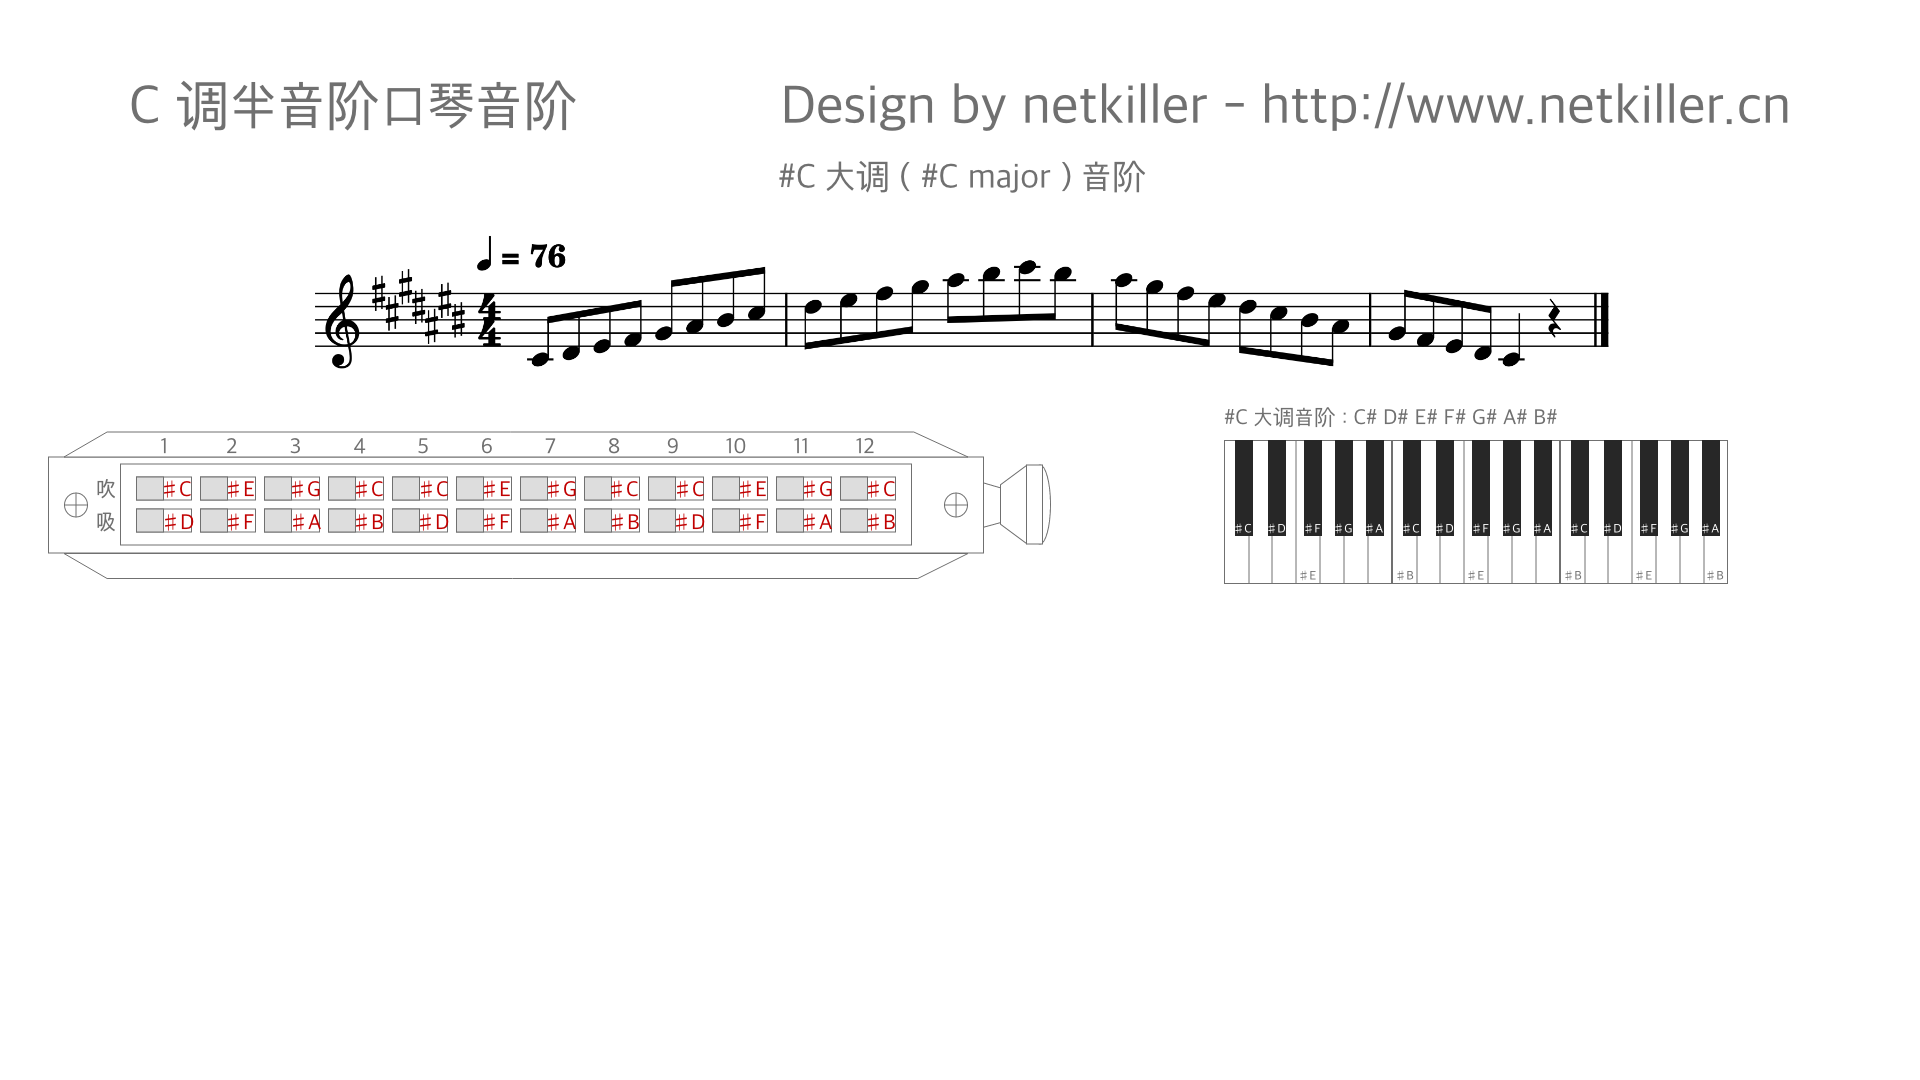 C 调半音阶口琴音阶
Design by netkiller - http://www.netkiller.cn
#C 大调 ( #C major ) 音阶
= 76
4
4
#C 大调音阶 : C# D# E# F# G# A# B#
1 2 3 4 5 6 7 8 9 10 11 12
吹 ♯C ♯E ♯G ♯C ♯C ♯E ♯G ♯C ♯C ♯E ♯G ♯C
吸 ♯D ♯F ♯A ♯B ♯D ♯F ♯A ♯B ♯D ♯F ♯A ♯B
♯C ♯D ♯F ♯G ♯A ♯C ♯D ♯F ♯G ♯A ♯C ♯D ♯F ♯G ♯A
♯E ♯B ♯E ♯B ♯E ♯B